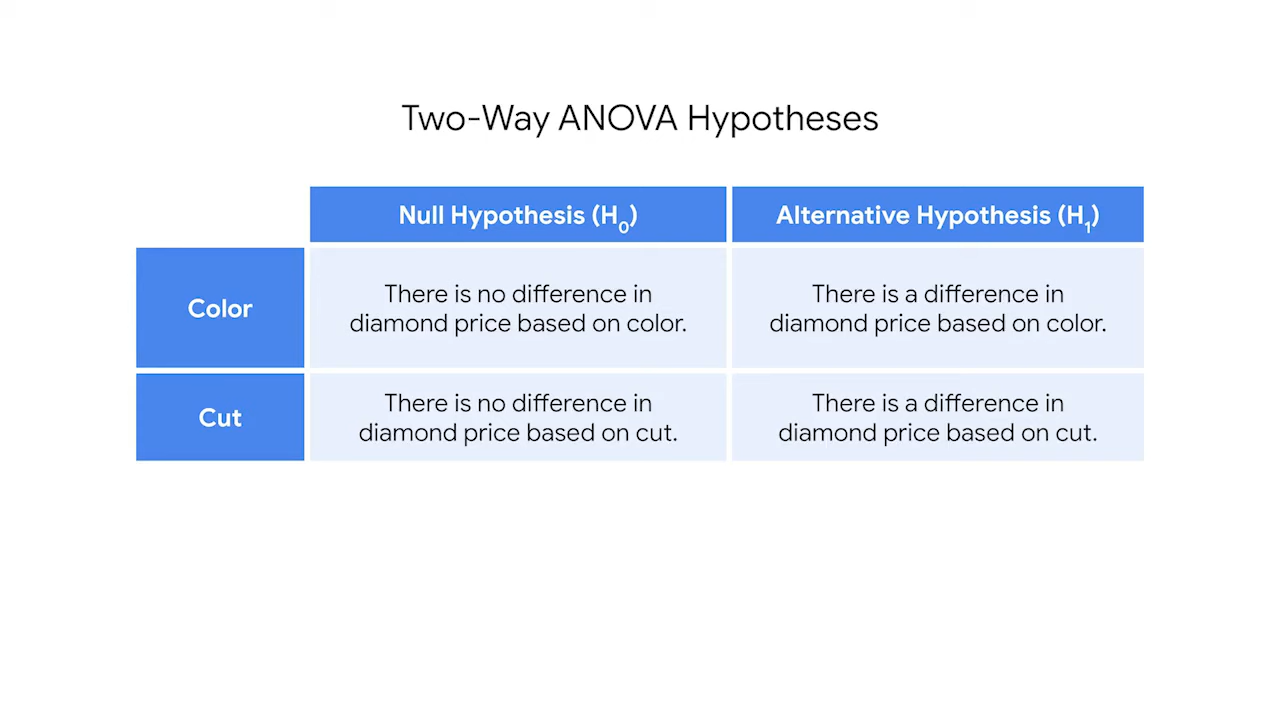 Two-Way ANOVA Hypotheses
Null Hypothesis (H₀)
Alternative Hypothesis (H₁)
Color
There is no difference in
diamond price based on color.
There is a difference in
diamond price based on color.
Cut
There is no difference in
diamond price based on cut.
There is a difference in
diamond price based on cut.